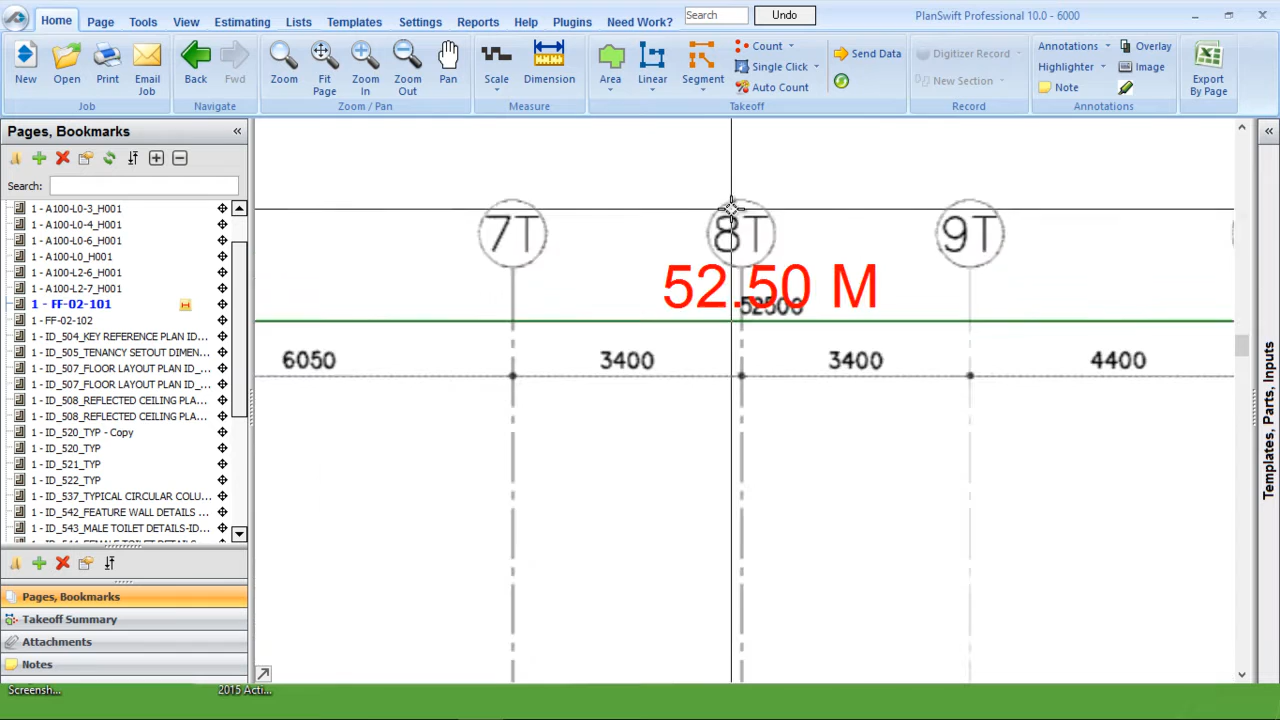 Home Page Tools View Estimating Lists Templates Settings Reports Help Plugins Need Work? Search Undo PlanSwift Professional 10.0 - 6000
New Open Print Email Job Back Fwd Zoom Fit Page Zoom In Zoom Out Pan Scale Dimension Area Linear Segment Count Single Click Auto Count Send Data Digitizer Record New Section Annotations Highlighter Note Overlay Image Export By Page
Job Navigate Zoom / Pan Measure Takeoff Record Annotations
Pages, Bookmarks
Search:
1 - A100-L0-3_H001
1 - A100-L0-4_H001
1 - A100-L0-6_H001
1 - A100-L0_H001
1 - A100-L2-6_H001
1 - A100-L2-7_H001
1 - FF-02-101
1 - FF-02-102
1 - ID_504_KEY REFERENCE PLAN ID...
1 - ID_505_TENANCY SETOUT DIMEN...
1 - ID_507_FLOOR LAYOUT PLAN ID_...
1 - ID_507_FLOOR LAYOUT PLAN ID_...
1 - ID_508_REFLECTED CEILING PLA...
1 - ID_508_REFLECTED CEILING PLA...
1 - ID_520_TYP - Copy
1 - ID_520_TYP
1 - ID_521_TYP
1 - ID_522_TYP
1 - ID_537_TYPICAL CIRCULAR COLU...
1 - ID_542_FEATURE WALL DETAILS ...
1 - ID_543_MALE TOILET DETAILS-ID...
Pages, Bookmarks
Takeoff Summary
Attachments
Notes
7T 8T 9T
52.50 M
52500
6050 3400 3400 4400
Templates, Parts, Inputs
Screensh... 2015 Acti...